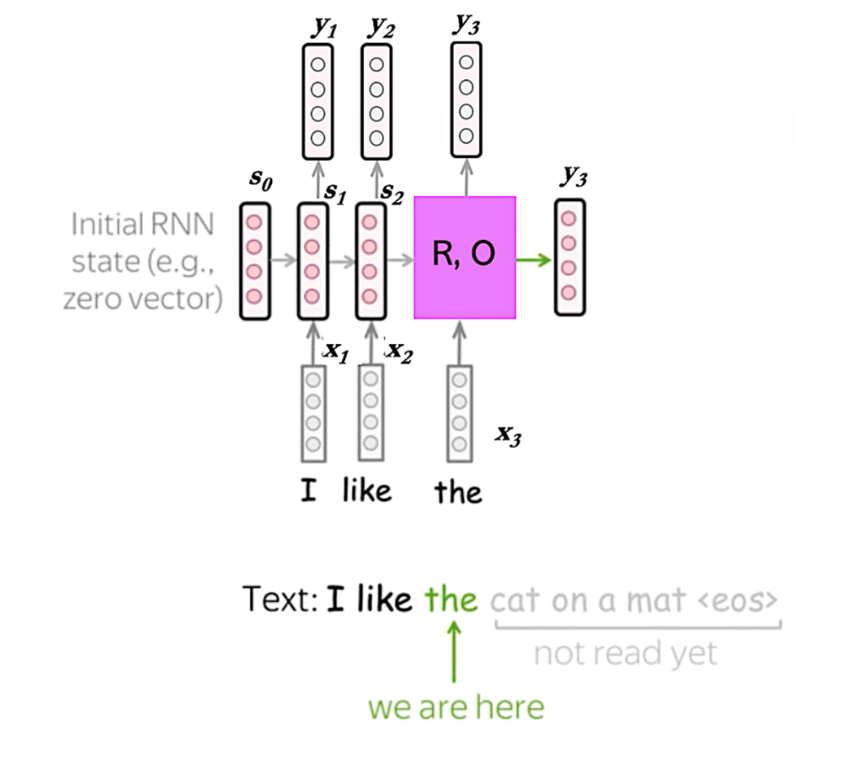 y₁ y₂ y₃
s₀ s₁ s₂ y₃
Initial RNN
state (e.g.,
zero vector)
R, O
x₁ x₂
x₃
I like the
Text: I like the cat on a mat <eos>
not read yet
we are here